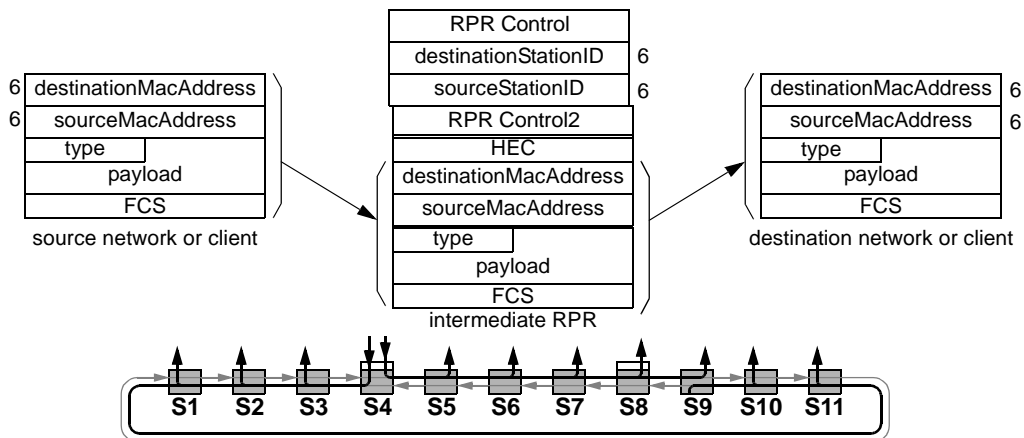 RPR Control
destinationStationID 6
sourceStationID 6
RPR Control2
HEC
destinationMacAddress
sourceMacAddress
type
payload
FCS
intermediate RPR
6 destinationMacAddress
6 sourceMacAddress
type
payload
FCS
source network or client
destinationMacAddress 6
sourceMacAddress 6
type
payload
FCS
destination network or client
S1 S2 S3 S4 S5 S6 S7 S8 S9 S10 S11